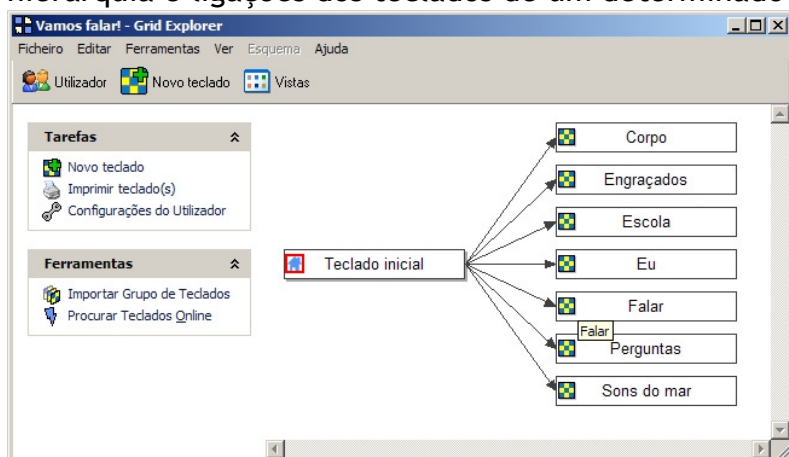 hierarquia e ligações dos teclados de um determinado
Vamos falar! - Grid Explorer
Ficheiro Editar Ferramentas Ver Esquema Ajuda
Utilizador Novo teclado Vistas
Tarefas
Novo teclado
Imprimir teclado(s)
Configurações do Utilizador
Ferramentas
Importar Grupo de Teclados
Procurar Teclados Online
Teclado inicial
Corpo
Engraçados
Escola
Eu
Falar
Falar
Perguntas
Sons do mar